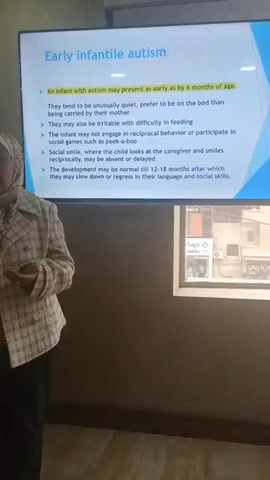 Early infantile autism
An infant with autism may present as early as by 6 months of age.
They tend to be unusually quiet, prefer to be on the bed than
being carried by their mother
They may also be irritable with difficulty in feeding
The infant may not engage in reciprocal behavior or participate in
social games such as peek-a-boo
Social smile, where the child looks at the caregiver and smiles
reciprocally, may be absent or delayed
The development may be normal till 12-18 months after which
they may slow down or regress in their language and social skills.